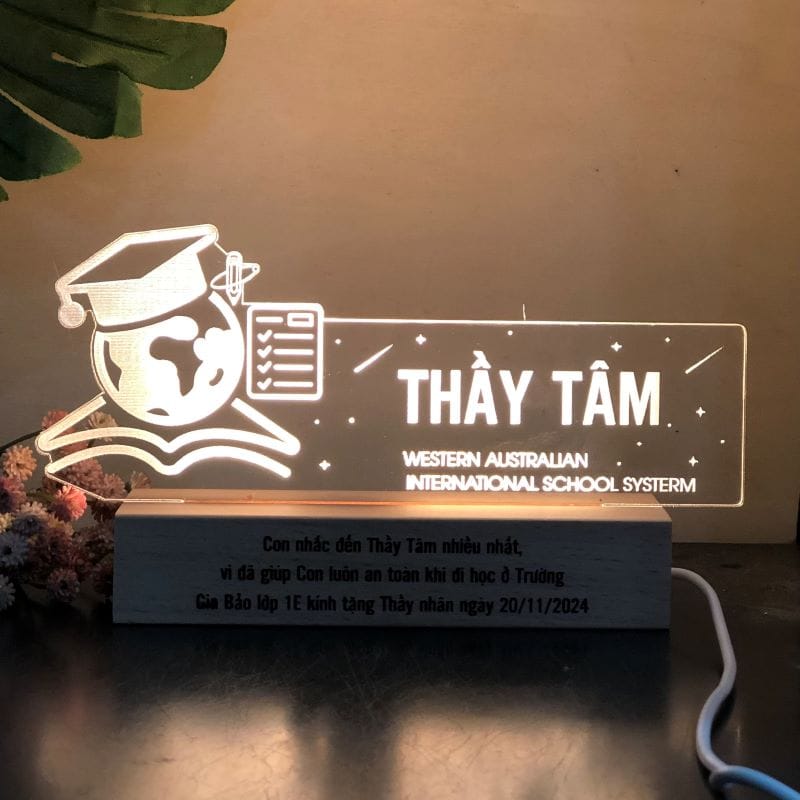 THẦY TÂM
WESTERN AUSTRALIAN
INTERNATIONAL SCHOOL SYSTERM
Con nhắc đến Thầy Tâm nhiều nhất,
vì đã giúp Con luôn an toàn khi đi học ở Trường
Gia Bảo lớp 1E kính tặng Thầy nhân ngày 20/11/2024